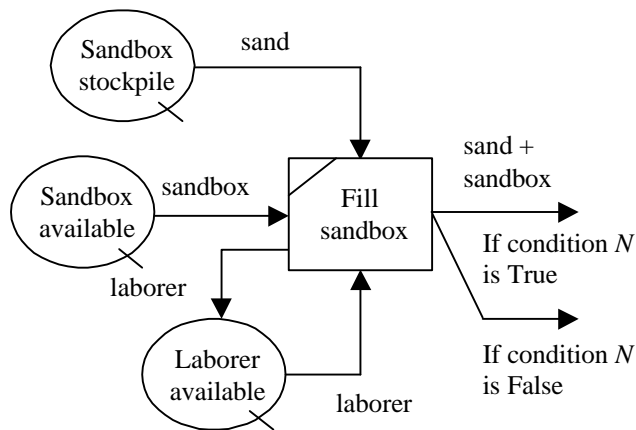 sand
Sandbox
stockpile
sand +
sandbox
Sandbox
available
sandbox
Fill
sandbox
If condition N
is True
laborer
Laborer
available
laborer
If condition N
is False